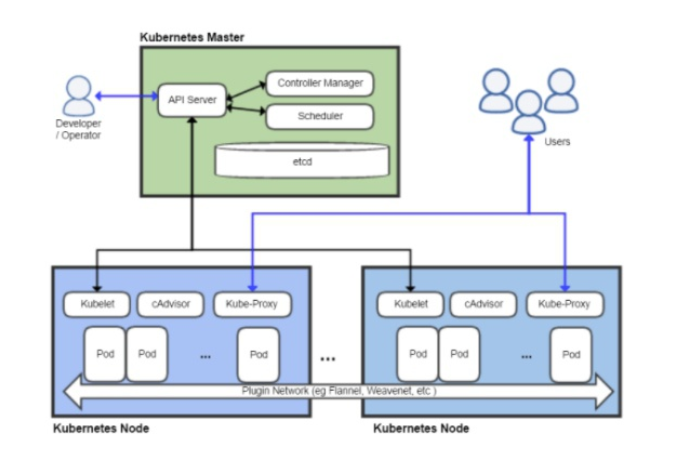 Kubernetes Master
API Server
Controller Manager
Scheduler
etcd
Developer
/ Operator
Users
Kubelet
cAdvisor
Kube-Proxy
Pod
Pod
...
Pod
...
Kubelet
cAdvisor
Kube-Proxy
Pod
Pod
...
Pod
Plugin Network (eg Flannel, Weavenet, etc )
Kubernetes Node
Kubernetes Node